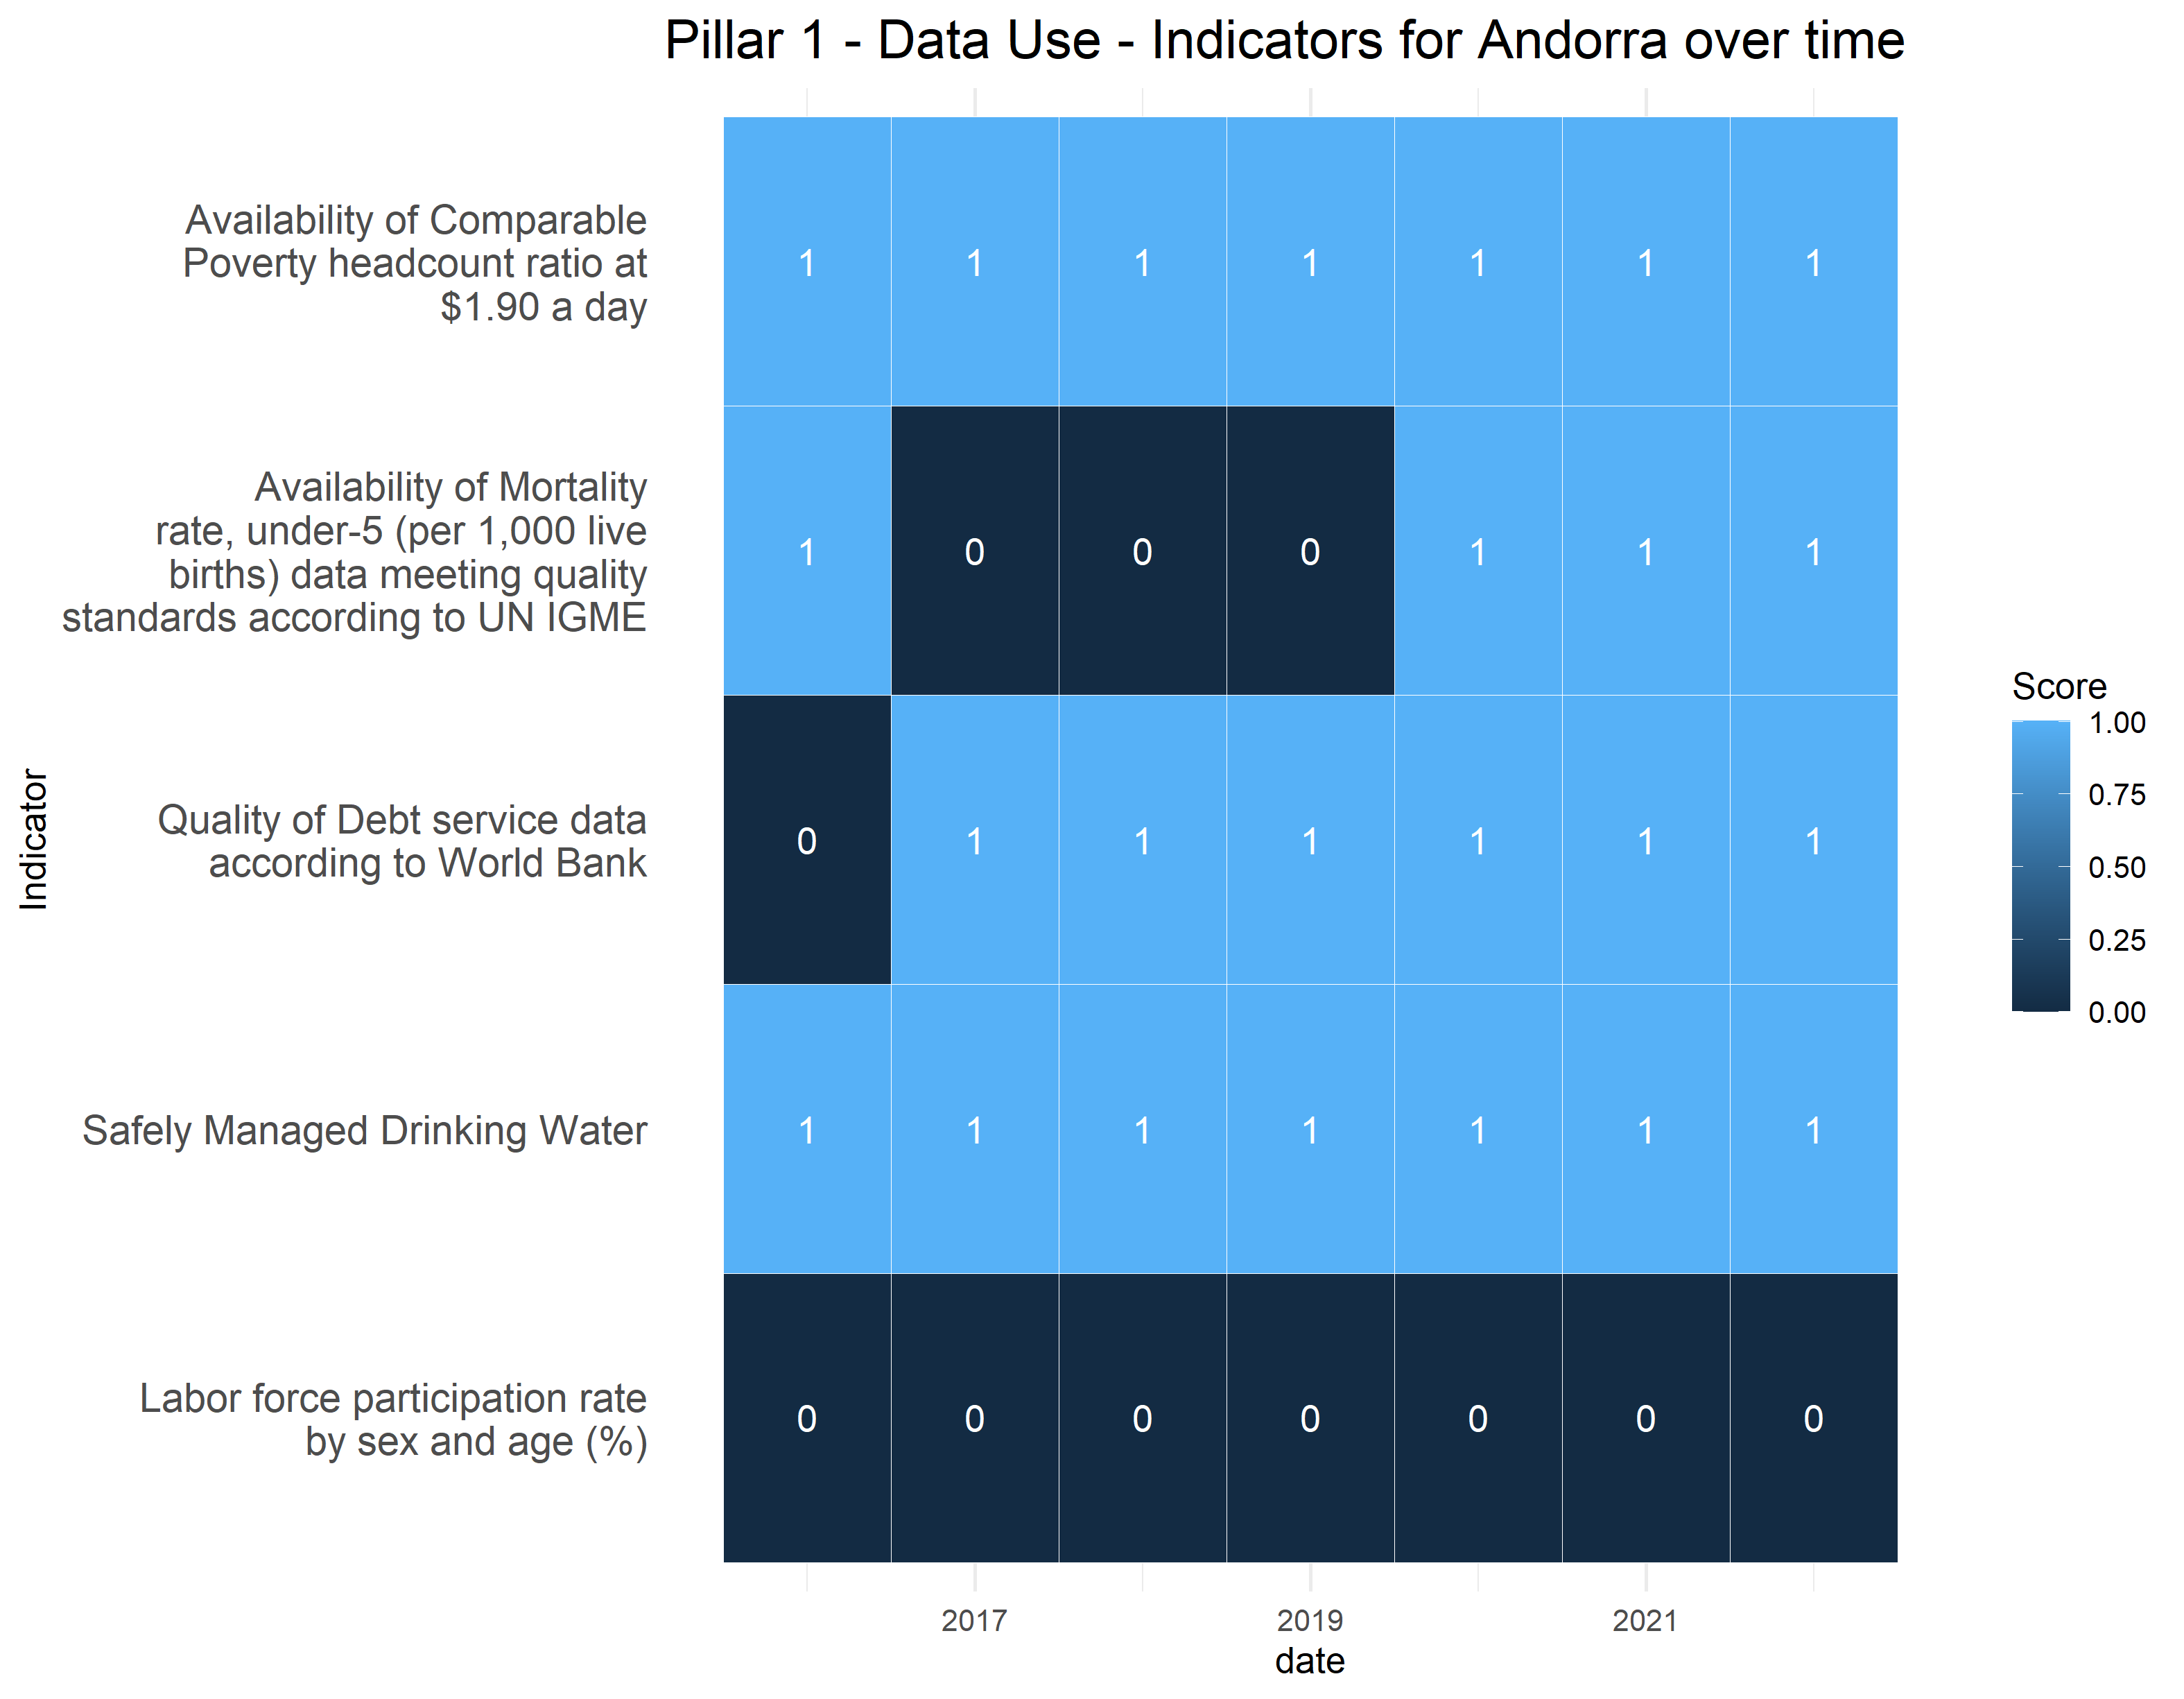 Pillar 1 - Data Use - Indicators for Andorra over time
Indicator
Availability of Comparable
Poverty headcount ratio at
$1.90 a day
1 1 1 1 1 1 1
Availability of Mortality
rate, under-5 (per 1,000 live
births) data meeting quality
standards according to UN IGME
1 0 0 0 1 1 1
Quality of Debt service data
according to World Bank
0 1 1 1 1 1 1
Safely Managed Drinking Water
1 1 1 1 1 1 1
Labor force participation rate
by sex and age (%)
0 0 0 0 0 0 0
2017 2019 2021
date
Score
1.00
0.75
0.50
0.25
0.00